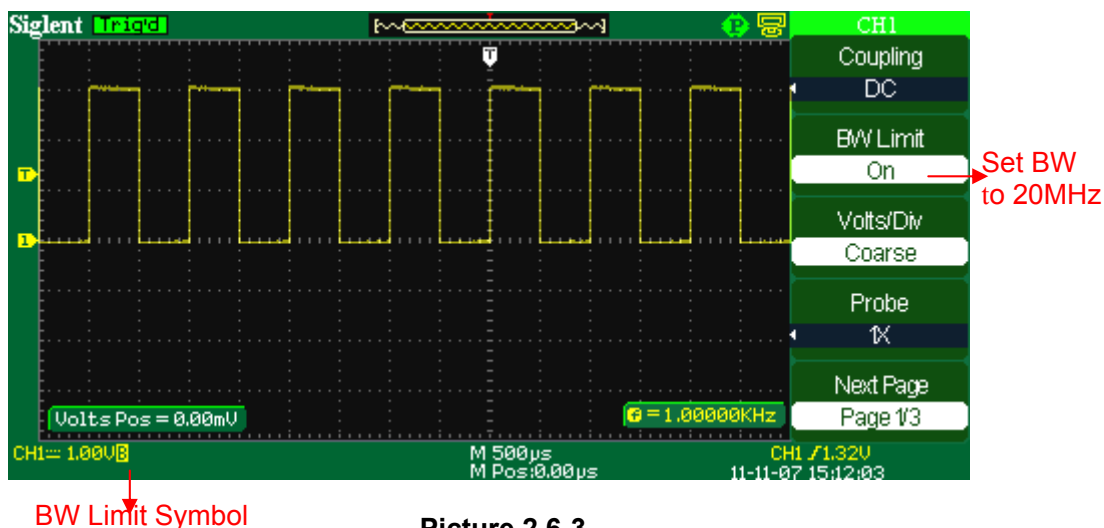 Siglent Trig'd
T
P
CH1
Coupling
DC
BW Limit
On
Set BW
to 20MHz
T
Volts/Div
Coarse
1
Probe
1X
Next Page
Page 1/3
Volts Pos = 0.00mV
f = 1.00000KHz
CH1 1.00V B
M 500µs
M Pos:0.00µs
CH1 1.32V
11-11-07 15:12:03
BW Limit Symbol
Picture 2.6-3